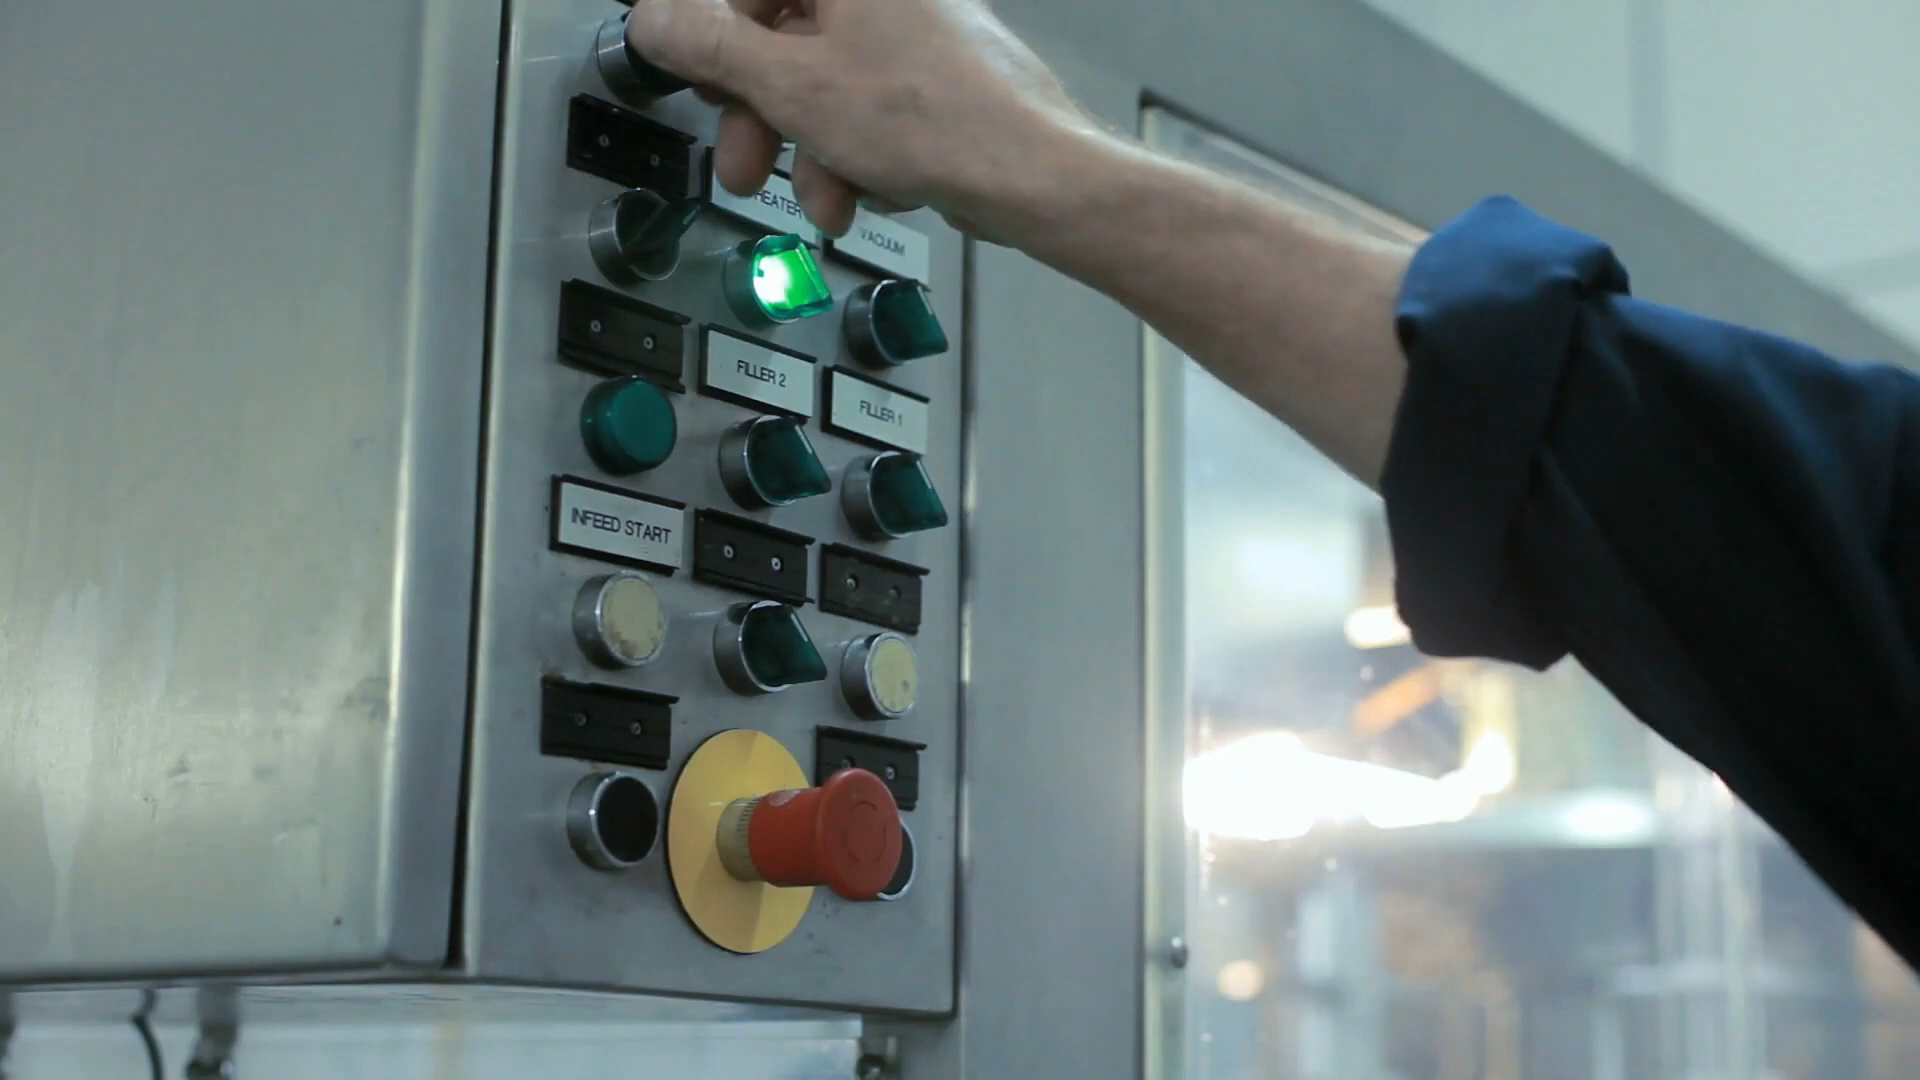 HEATER
VACUUM
FILLER 2
FILLER 1
INFEED START